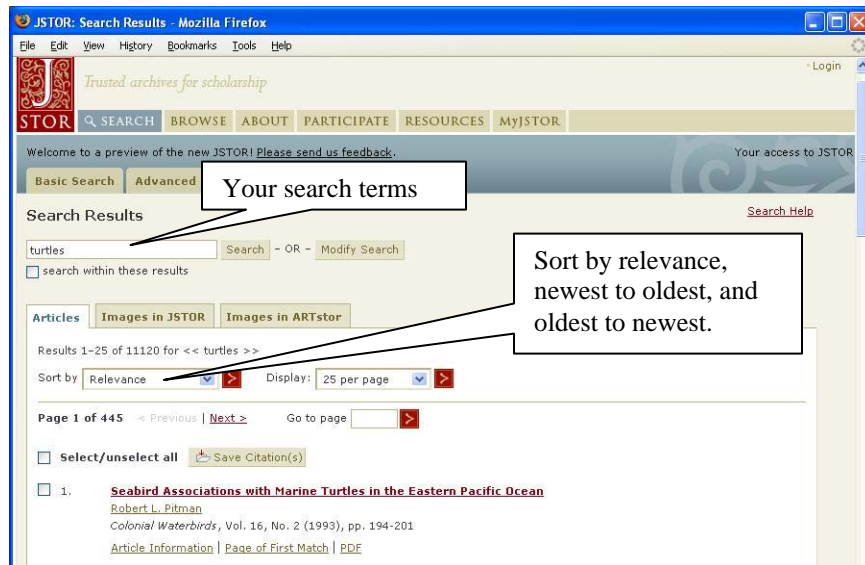 JSTOR: Search Results - Mozilla Firefox
File Edit View History Bookmarks Tools Help
Login
Trusted archives for scholarship
JSTOR SEARCH BROWSE ABOUT PARTICIPATE RESOURCES MyJSTOR
Welcome to a preview of the new JSTOR! Please send us feedback.
Your access to JSTOR
Basic Search Advanced
Your search terms
Search Results
Search Help
turtles
Search - OR - Modify Search
search within these results
Sort by relevance,
newest to oldest, and
oldest to newest.
Articles Images in JSTOR Images in ARTstor
Results 1-25 of 11120 for << turtles >>
Sort by Relevance > Display: 25 per page >
Page 1 of 445 < Previous | Next > Go to page >
Select/unselect all Save Citation(s)
1. Seabird Associations with Marine Turtles in the Eastern Pacific Ocean
Robert L. Pitman
Colonial Waterbirds, Vol. 16, No. 2 (1993), pp. 194-201
Article Information | Page of First Match | PDF